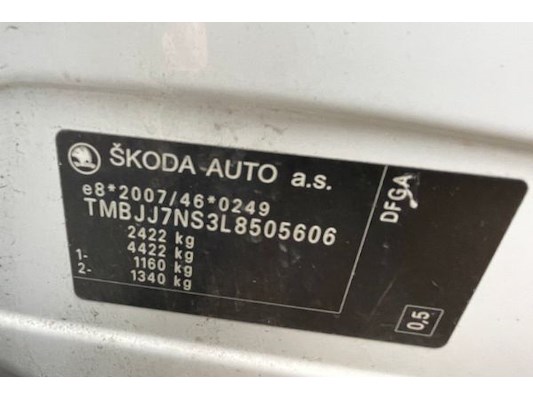 ŠKODA AUTO a.s.
e8*2007/46*0249
TMBJJ7NS3L8505606
2422 kg
4422 kg
1- 1160 kg
2- 1340 kg
DFGA
0,5